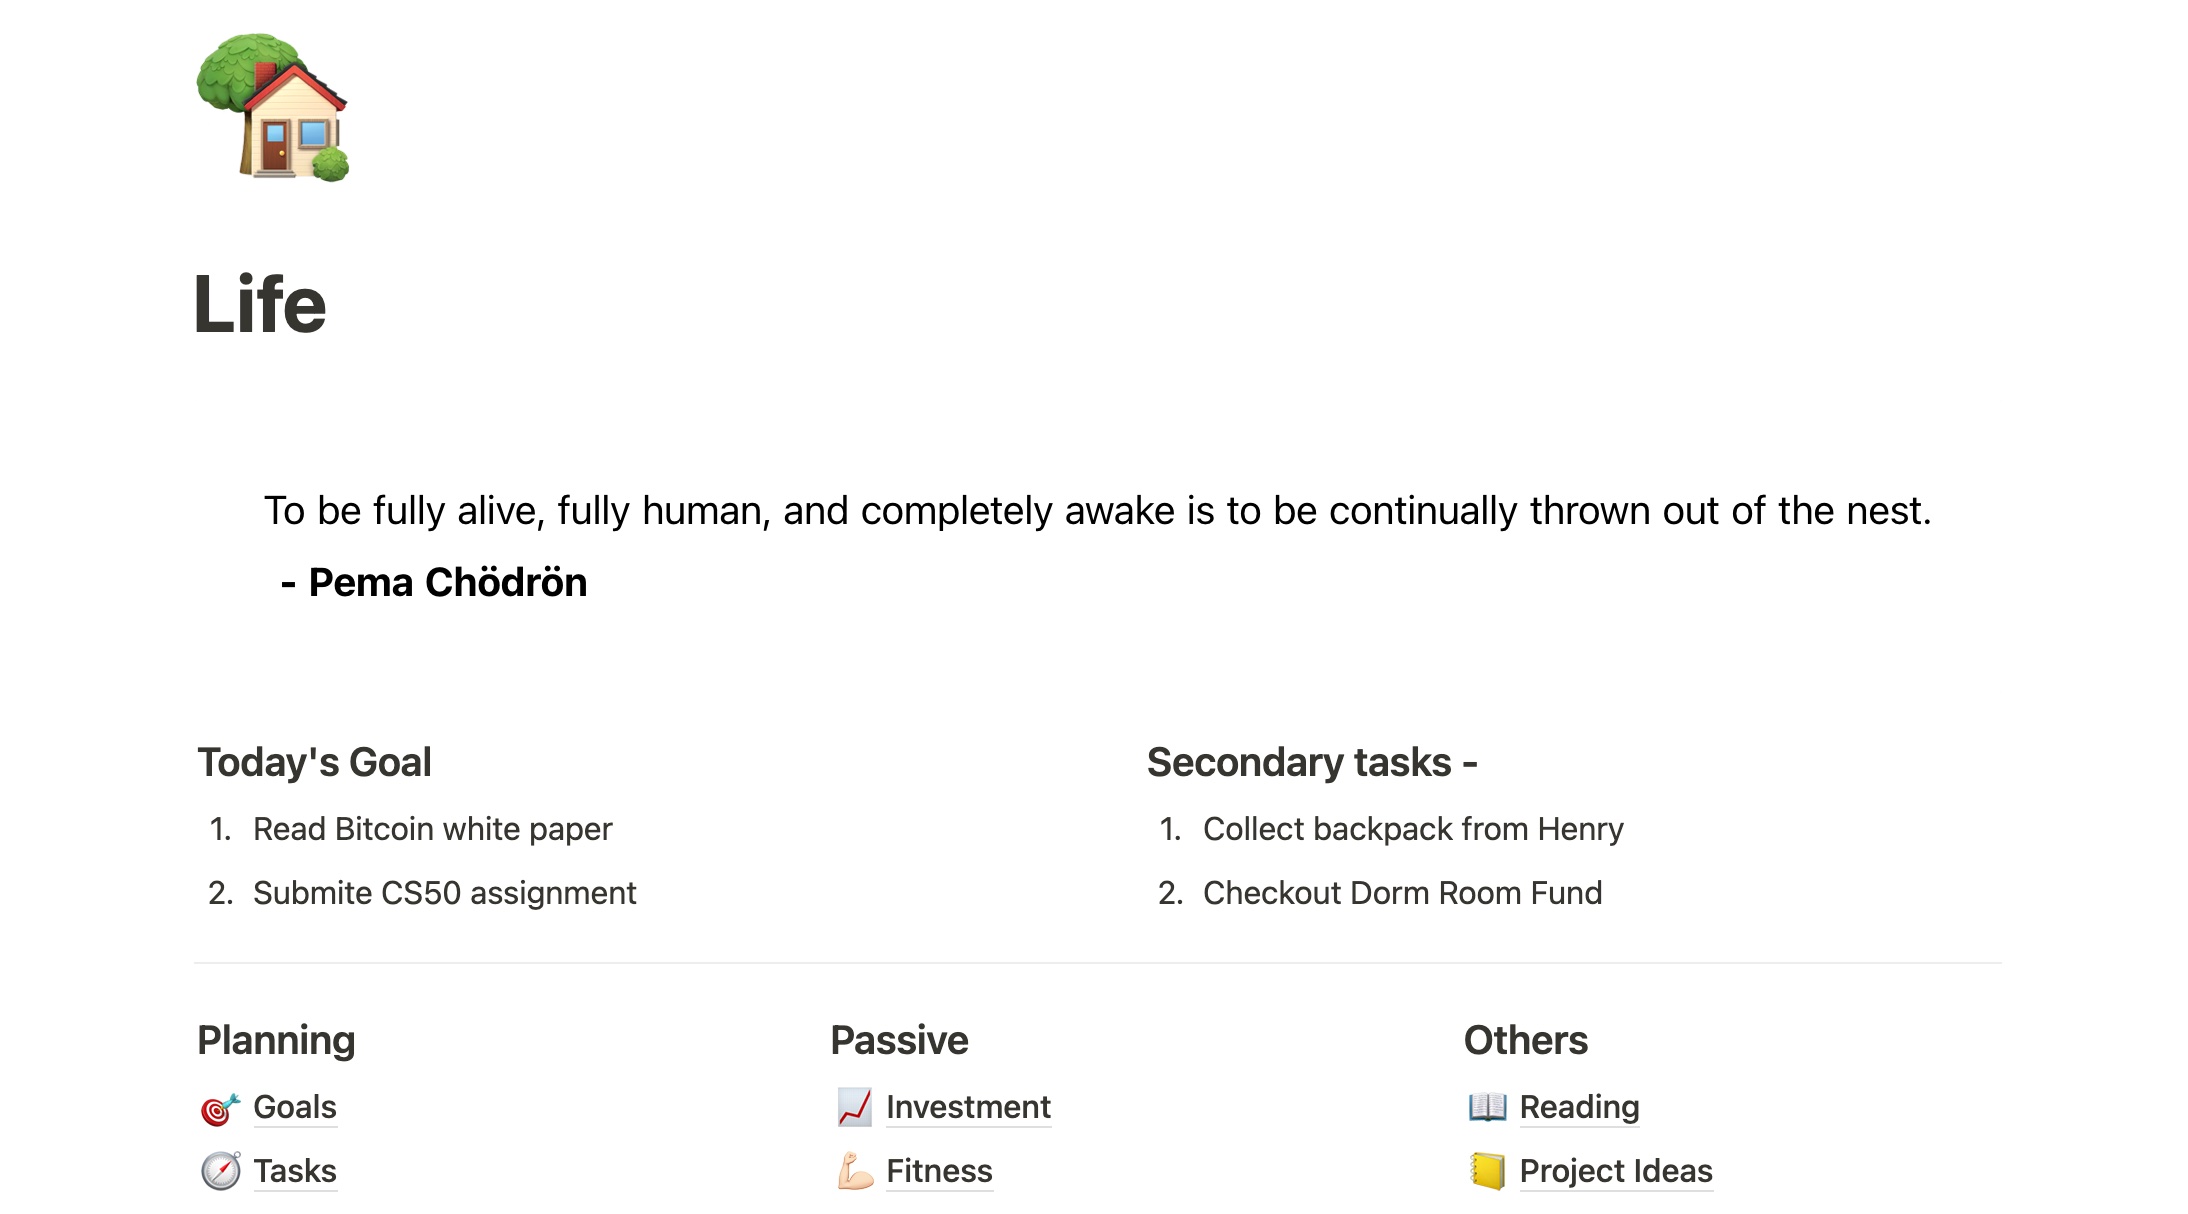 Life
To be fully alive, fully human, and completely awake is to be continually thrown out of the nest.
- Pema Chödrön
Today's Goal
1. Read Bitcoin white paper
2. Submite CS50 assignment
Secondary tasks -
1. Collect backpack from Henry
2. Checkout Dorm Room Fund
Planning
Goals
Tasks
Passive
Investment
Fitness
Others
Reading
Project Ideas